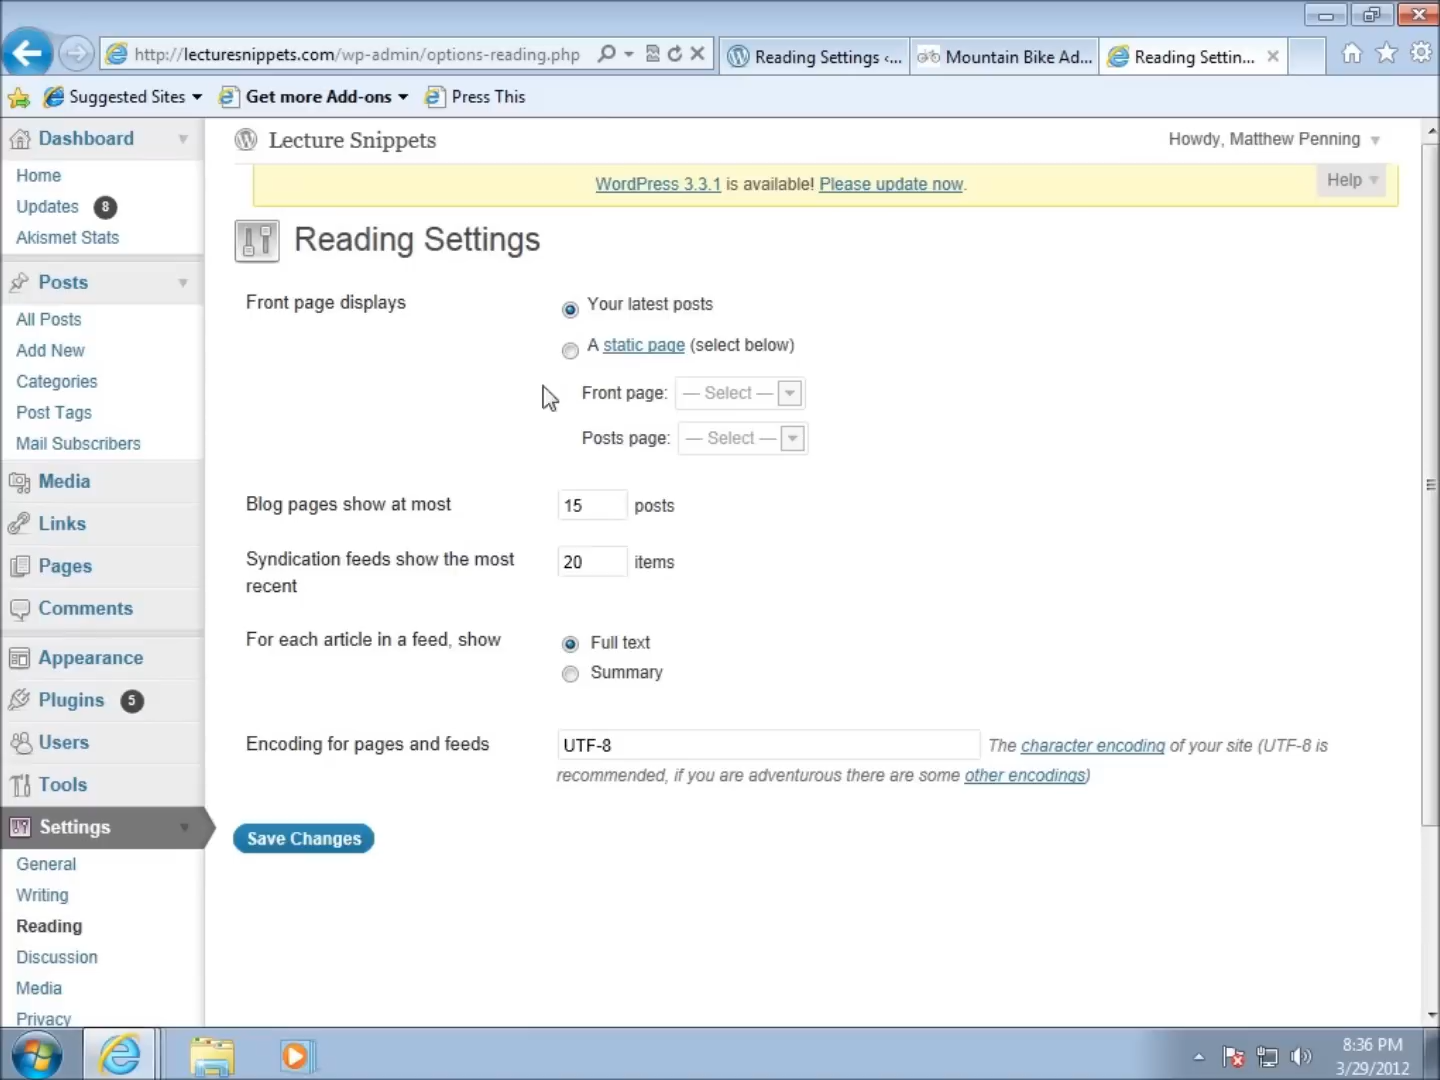 http://lecturesnippets.com/wp-admin/options-reading.php
Reading Settings ‹...
Mountain Bike Ad...
Reading Settin...
Suggested Sites
Get more Add-ons
Press This
Dashboard
Home
Updates 8
Akismet Stats
Posts
All Posts
Add New
Categories
Post Tags
Mail Subscribers
Media
Links
Pages
Comments
Appearance
Plugins 5
Users
Tools
Settings
General
Writing
Reading
Discussion
Media
Privacy
Lecture Snippets
Howdy, Matthew Penning
WordPress 3.3.1 is available! Please update now.
Help
Reading Settings
Front page displays
Your latest posts
A static page (select below)
Front page: — Select —
Posts page: — Select —
Blog pages show at most 15 posts
Syndication feeds show the most
recent
20 items
For each article in a feed, show
Full text
Summary
Encoding for pages and feeds
UTF-8
The character encoding of your site (UTF-8 is
recommended, if you are adventurous there are some other encodings)
Save Changes
8:36 PM
3/29/2012